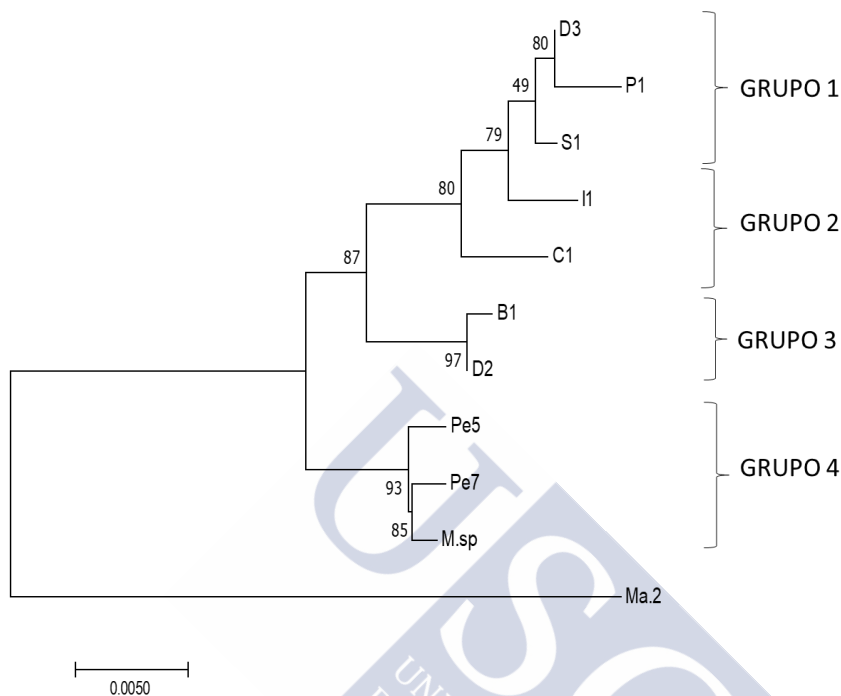 D3
80
P1
GRUPO 1
49
S1
79
I1
80
GRUPO 2
C1
87
B1
GRUPO 3
97
D2
Pe5
GRUPO 4
93
Pe7
85
M.sp
Ma.2
0.0050